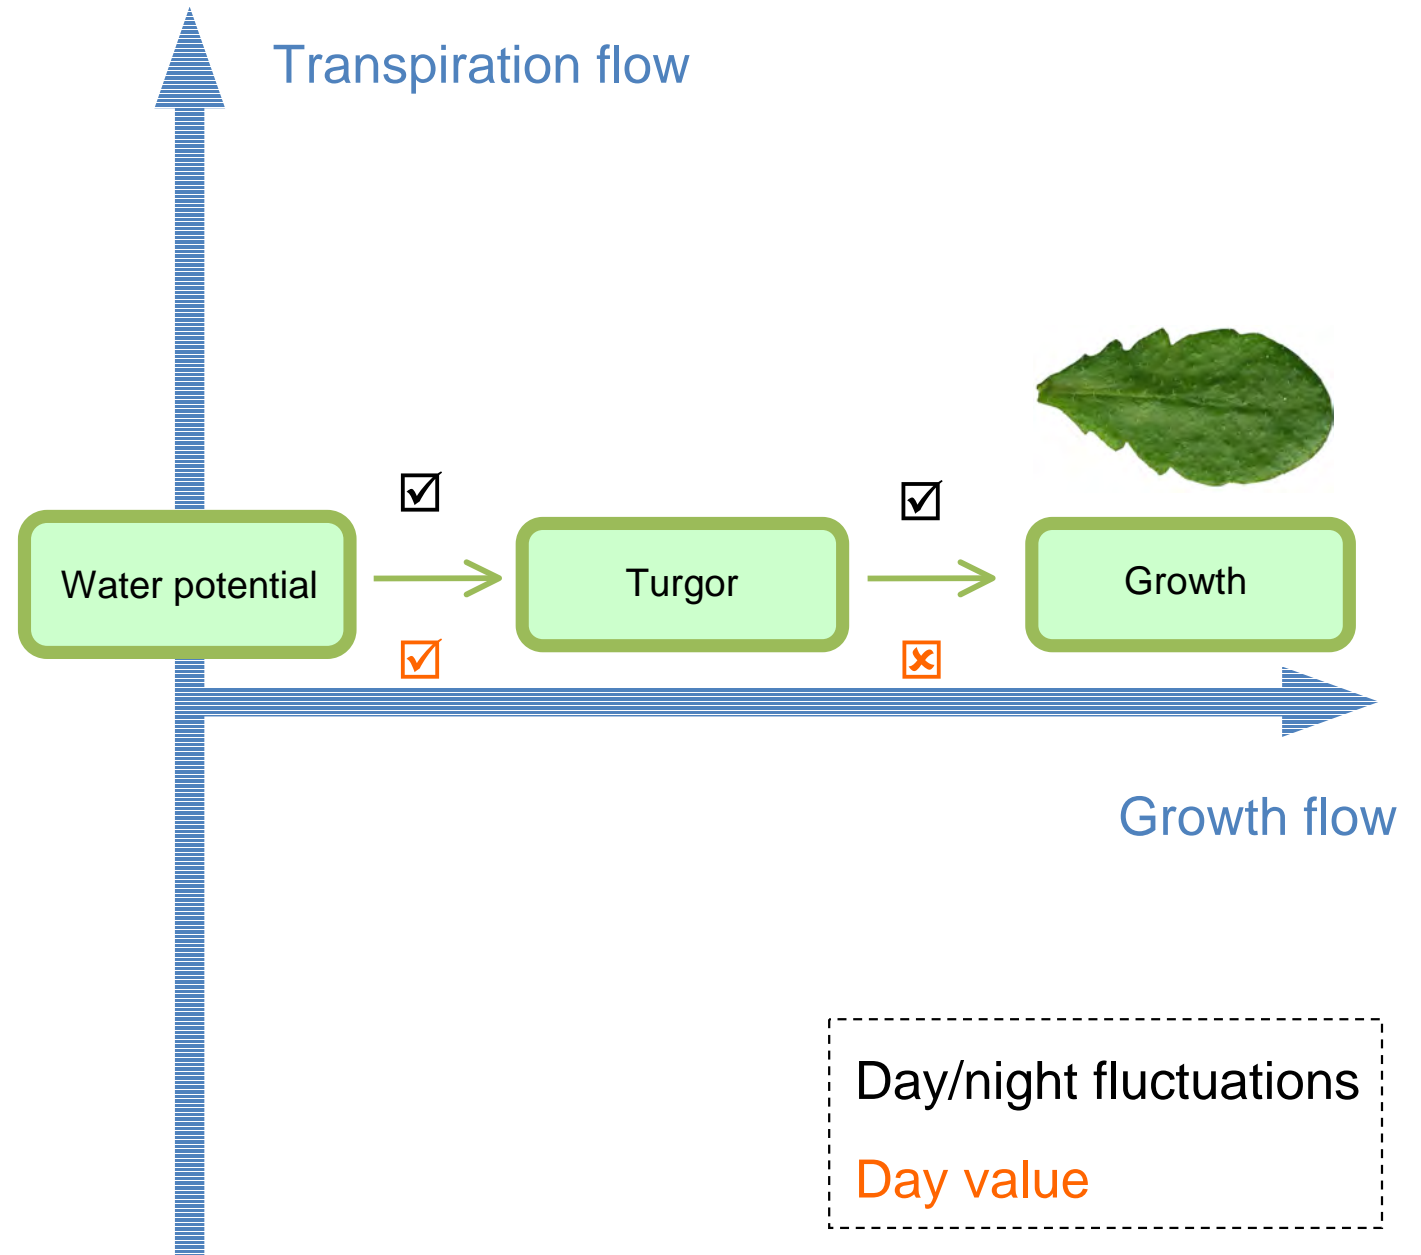 Transpiration flow
☑
☑
Water potential
Turgor
Growth
☑
☒
Growth flow
Day/night fluctuations
Day value